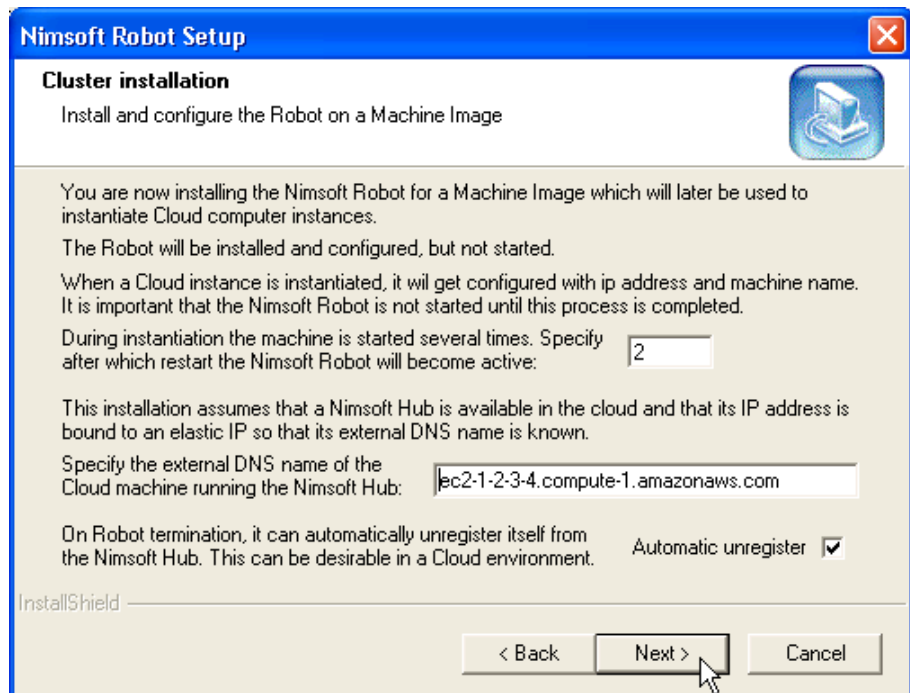 Nimsoft Robot Setup
Cluster installation
Install and configure the Robot on a Machine Image
You are now installing the Nimsoft Robot for a Machine Image which will later be used to
instantiate Cloud computer instances.
The Robot will be installed and configured, but not started.
When a Cloud instance is instantiated, it wil get configured with ip address and machine name.
It is important that the Nimsoft Robot is not started until this process is completed.
During instantiation the machine is started several times. Specify
after which restart the Nimsoft Robot will become active:
2
This installation assumes that a Nimsoft Hub is available in the cloud and that its IP address is
bound to an elastic IP so that its external DNS name is known.
Specify the external DNS name of the
Cloud machine running the Nimsoft Hub:
ec2-1-2-3-4.compute-1.amazonaws.com
On Robot termination, it can automatically unregister itself from
the Nimsoft Hub. This can be desirable in a Cloud environment.
Automatic unregister
InstallShield
< Back
Next >
Cancel